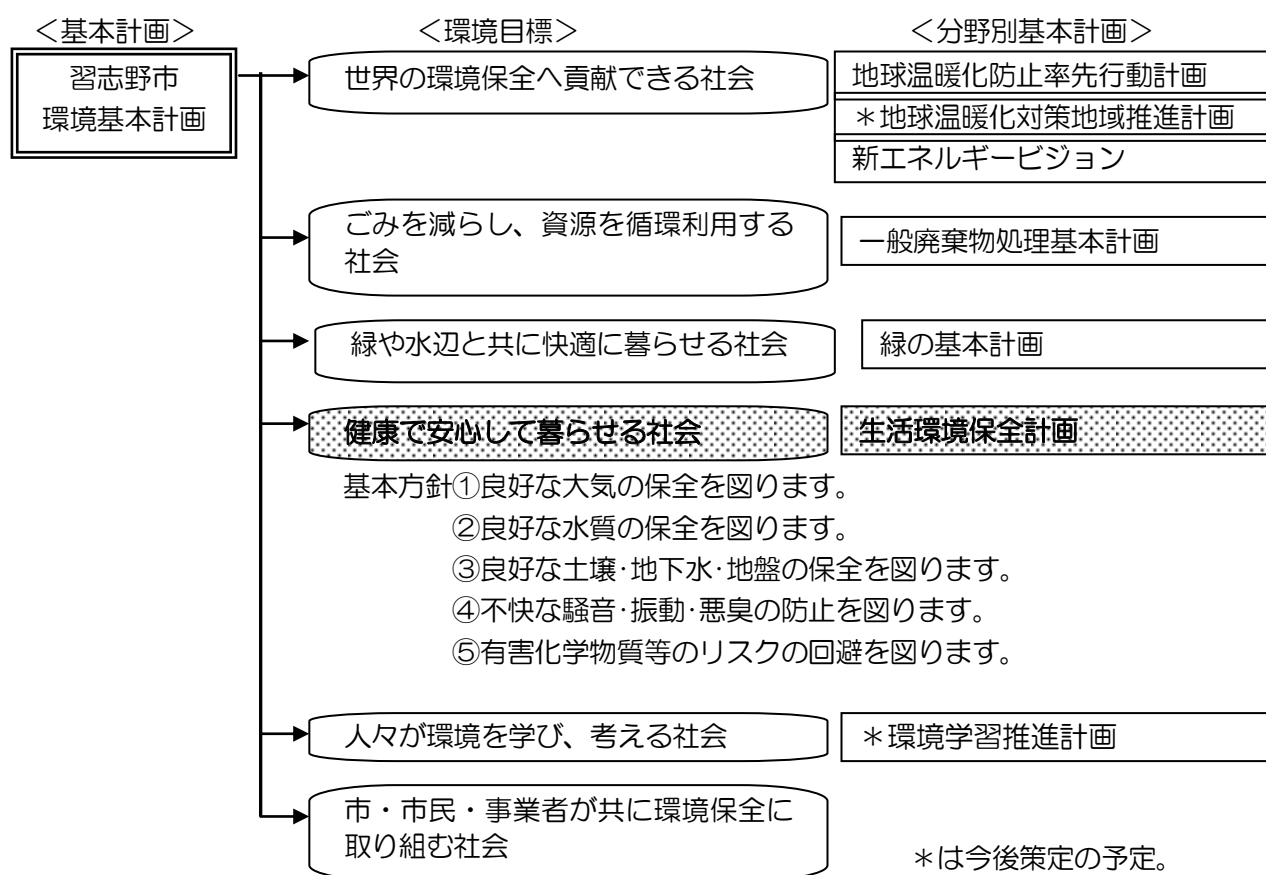 <基本計画>
<環境目標>
<分野別基本計画>
習志野市
環境基本計画
世界の環境保全へ貢献できる社会
地球温暖化防止率先行動計画
＊地球温暖化対策地域推進計画
新エネルギービジョン
ごみを減らし、資源を循環利用する
社会
一般廃棄物処理基本計画
緑や水辺と共に快適に暮らせる社会
緑の基本計画
健康で安心して暮らせる社会
生活環境保全計画
基本方針①良好な大気の保全を図ります。
②良好な水質の保全を図ります。
③良好な土壌･地下水･地盤の保全を図ります。
④不快な騒音･振動･悪臭の防止を図ります。
⑤有害化学物質等のリスクの回避を図ります。
人々が環境を学び、考える社会
＊環境学習推進計画
市・市民・事業者が共に環境保全に
取り組む社会
＊は今後策定の予定。